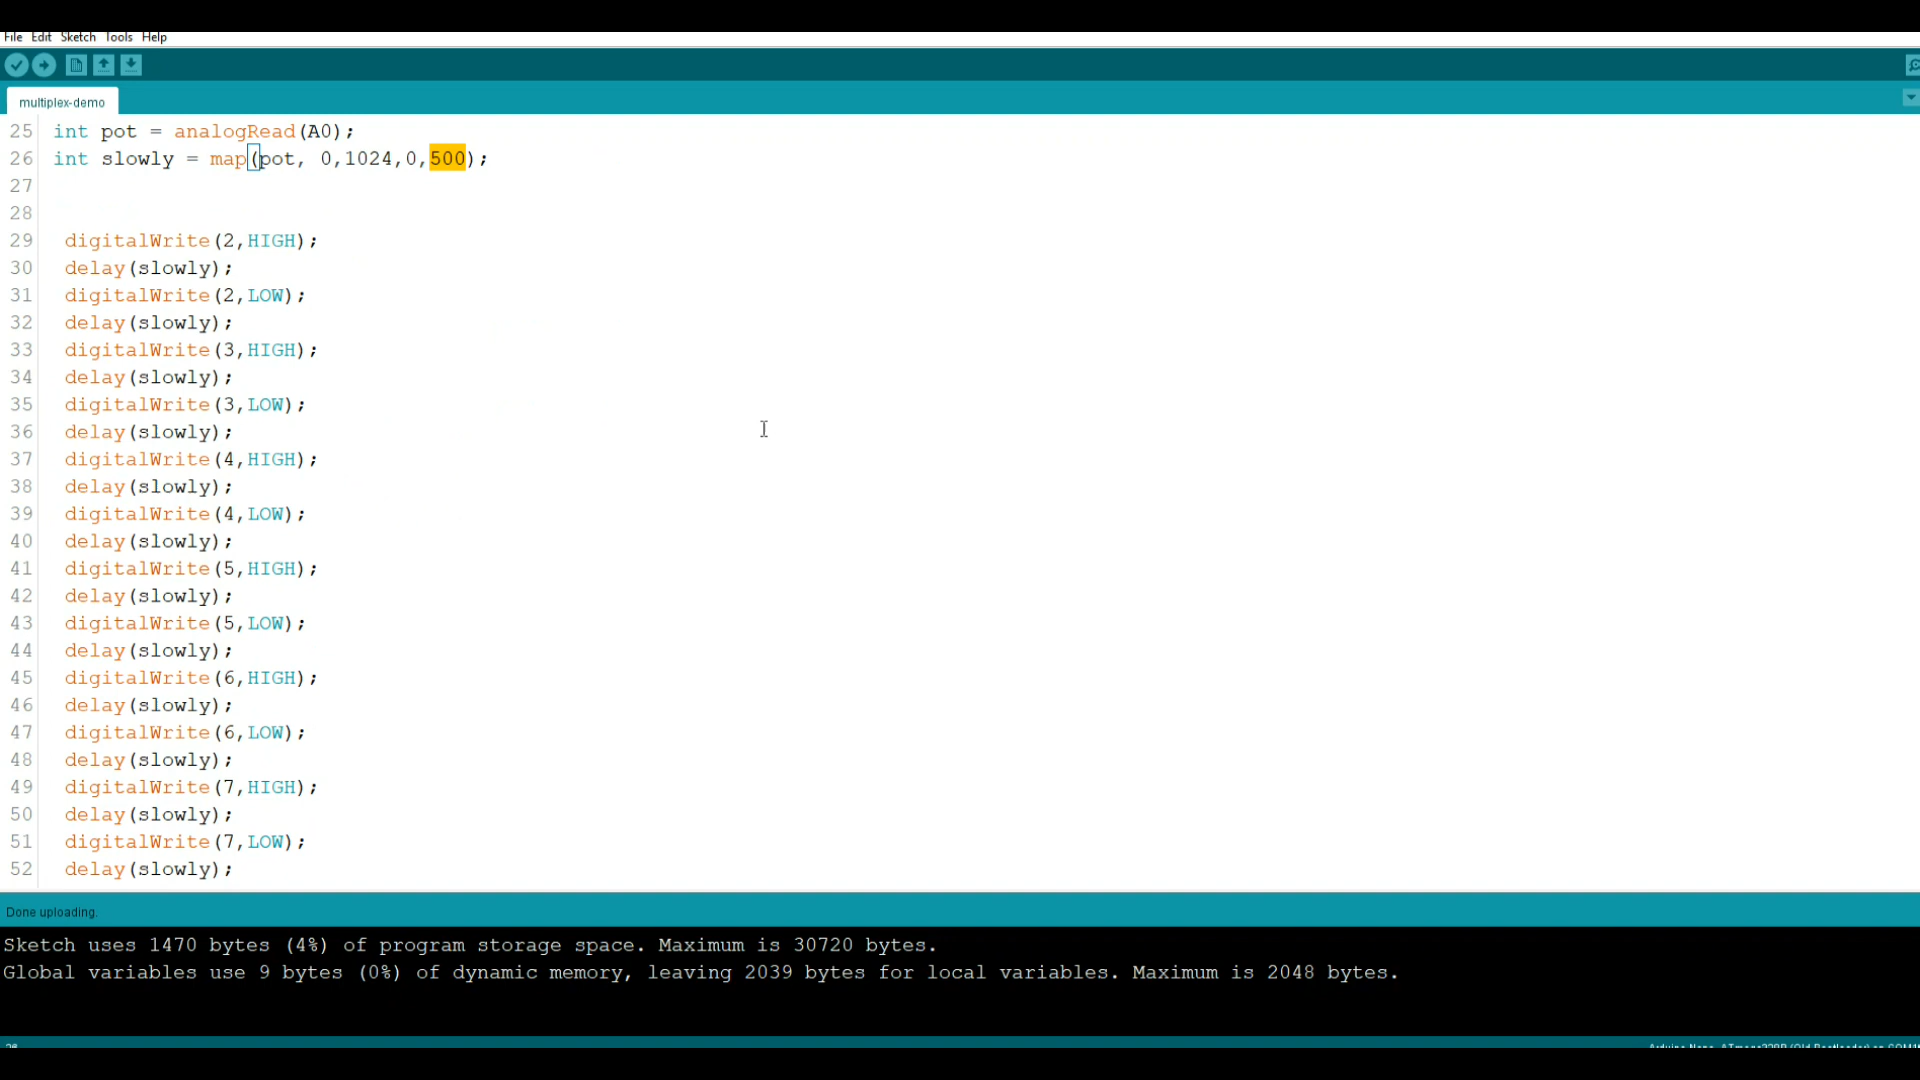 File Edit Sketch Tools Help
multiplex-demo
25 int pot = analogRead(A0);
26 int slowly = map(pot, 0,1024,0,500);
27
28
29 digitalWrite(2,HIGH);
30 delay(slowly);
31 digitalWrite(2,LOW);
32 delay(slowly);
33 digitalWrite(3,HIGH);
34 delay(slowly);
35 digitalWrite(3,LOW);
36 delay(slowly);
37 digitalWrite(4,HIGH);
38 delay(slowly);
39 digitalWrite(4,LOW);
40 delay(slowly);
41 digitalWrite(5,HIGH);
42 delay(slowly);
43 digitalWrite(5,LOW);
44 delay(slowly);
45 digitalWrite(6,HIGH);
46 delay(slowly);
47 digitalWrite(6,LOW);
48 delay(slowly);
49 digitalWrite(7,HIGH);
50 delay(slowly);
51 digitalWrite(7,LOW);
52 delay(slowly);
Done uploading.
Sketch uses 1470 bytes (4%) of program storage space. Maximum is 30720 bytes.
Global variables use 9 bytes (0%) of dynamic memory, leaving 2039 bytes for local variables. Maximum is 2048 bytes.